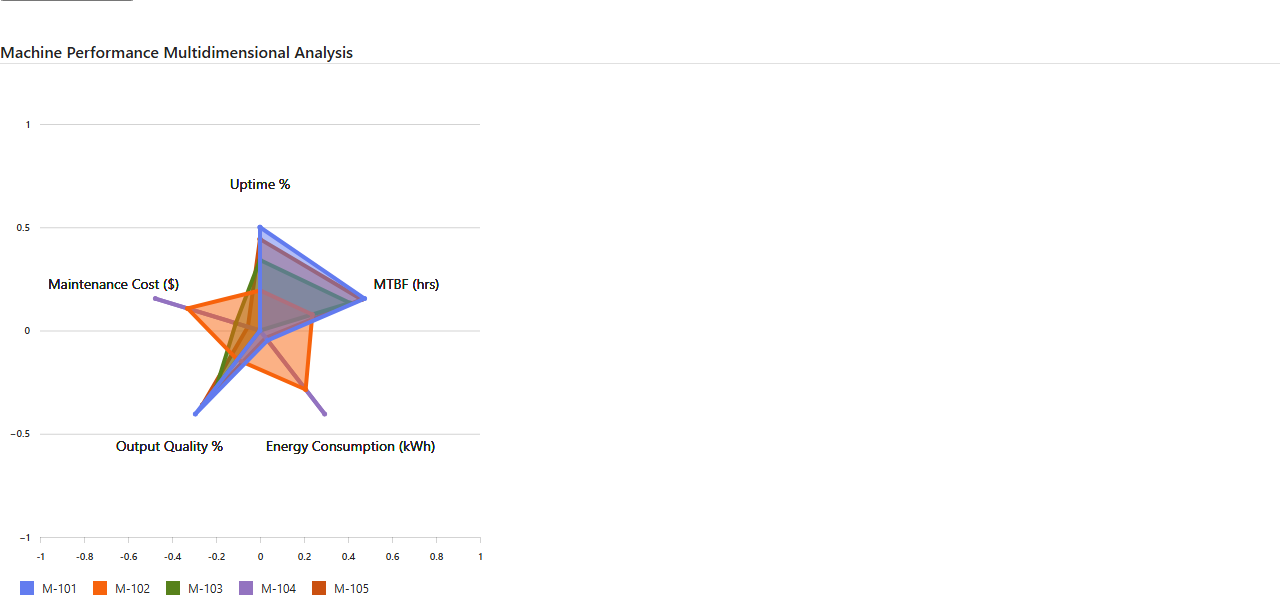 Machine Performance Multidimensional Analysis
1
Uptime %
0.5
Maintenance Cost ($)
MTBF (hrs)
0
−0.5
Output Quality %
Energy Consumption (kWh)
−1
-1 -0.8 -0.6 -0.4 -0.2 0 0.2 0.4 0.6 0.8 1
M-101 M-102 M-103 M-104 M-105